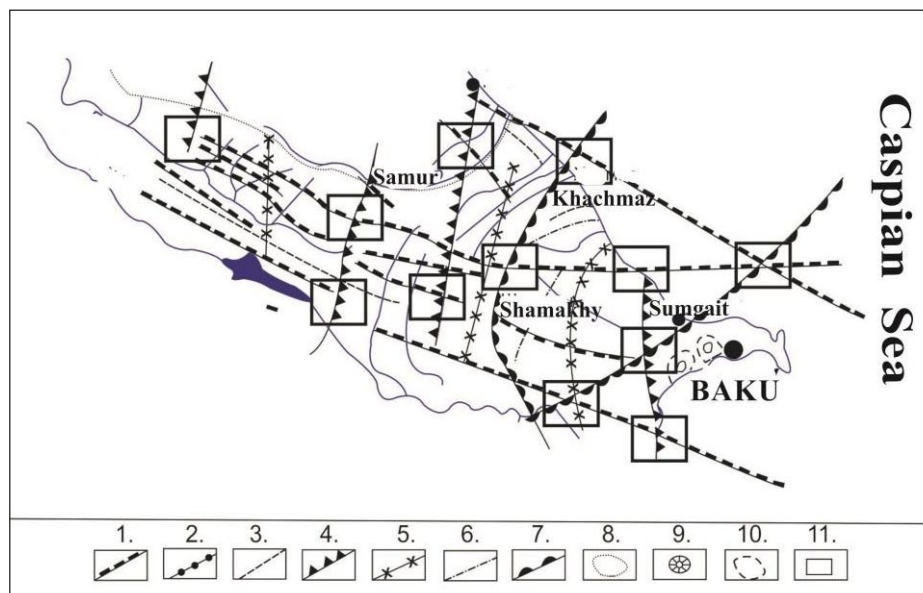 Samur
Khachmaz
Shamakhy
Sumgait
BAKU
Caspian Sea
1. 2. 3. 4. 5. 6. 7. 8. 9. 10. 11.